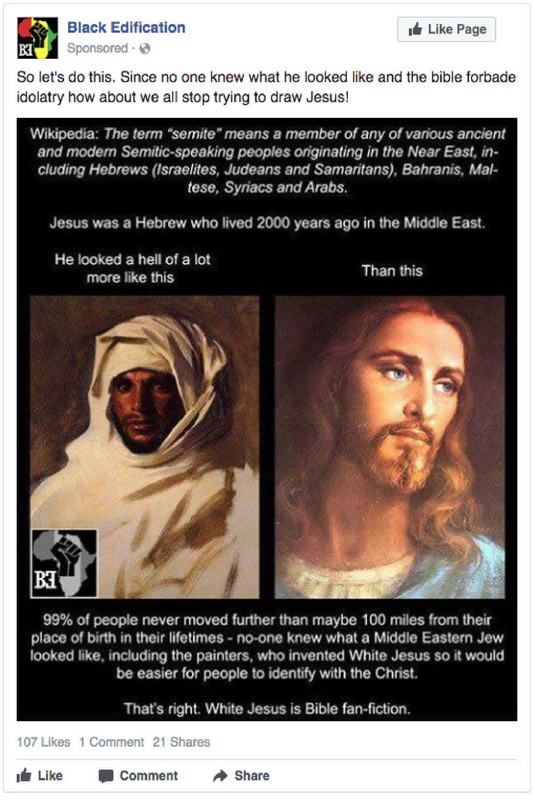 Black Edification
Sponsored ·
Like Page
So let's do this. Since no one knew what he looked like and the bible forbade
idolatry how about we all stop trying to draw Jesus!
Wikipedia: The term "semite" means a member of any of various ancient
and modern Semitic-speaking peoples originating in the Near East, in-
cluding Hebrews (Israelites, Judeans and Samaritans), Bahranis, Mal-
tese, Syriacs and Arabs.
Jesus was a Hebrew who lived 2000 years ago in the Middle East.
He looked a hell of a lot
more like this
Than this
BE
99% of people never moved further than maybe 100 miles from their
place of birth in their lifetimes - no-one knew what a Middle Eastern Jew
looked like, including the painters, who invented White Jesus so it would
be easier for people to identify with the Christ.
That's right. White Jesus is Bible fan-fiction.
107 Likes 1 Comment 21 Shares
Like Comment Share